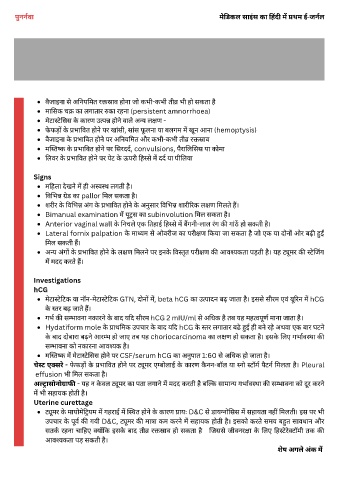 पुनर्नवा
मेडिकल साइंस का हिंदी में प्रथम ई-जर्नल
• वैजाइना से अनियमित रक्तस्राव होना जो कभी-कभी तीव्र भी हो सकता है
• मासिक चक्र का लगातार रुका रहना (persistent amnorrhoea)
• मेटास्टेसिस के कारण उत्पन्न होने वाले अन्य लक्षण -
• फेफड़ों के प्रभावित होने पर खांसी, सांस फूलना या बलगम में खून आना (hemoptysis)
• वैजाइना के प्रभावित होने पर अनियमित और कभी-कभी तीव्र रक्तस्राव
• मस्तिष्क के प्रभावित होने पर सिरदर्द, convulsions, पैरालिसिस या कोमा
• लिवर के प्रभावित होने पर पेट के ऊपरी हिस्से में दर्द या पीलिया
Signs
• महिला देखने में ही अस्वस्थ लगती है।
• विभिन्न ग्रेड का pallor मिल सकता है।
• शरीर के विभिन्न अंग के प्रभावित होने के अनुसार विभिन्न शारीरिक लक्षण मिलते हैं।
• Bimanual examination में यूट्रस का subinvolution मिल सकता है।
• Anterior vaginal wall के निचले एक तिहाई हिस्से में बैंगनी-लाल रंग की गांठें हो सकती है।
• Lateral fornix palpation के माध्यम से ओवरीज का परीक्षण किया जा सकता है जो एक या दोनों ओर बढ़ी हुई
मिल सकती हैं।
• अन्य अंगों के प्रभावित होने के लक्षण मिलने पर इनके विस्तृत परीक्षण की आवश्यकता पड़ती है। यह ट्यूमर की स्टेजिंग
में मदद करते हैं।
Investigations
hCG
• मेटास्टेटिक या नॉन-मेटास्टेटिक GTN, दोनों में, beta hCG का उत्पादन बढ़ जाता है। इससे सीरम एवं यूरिन में hCG
के स्तर बढ़ जाते हैं।
• गर्भ की सम्भावना नकारने के बाद यदि सीरम hCG 2 mIU/ml से अधिक है तब यह महत्वपूर्ण माना जाता है।
• Hydatiform mole के प्राथमिक उपचार के बाद यदि hCG के स्तर लगातार बढ़े हुई ही बने रहें अथवा एक बार घटने
के बाद दोबारा बढ़ने आरम्भ हो जाए तब यह choriocarcinoma का लक्षण हो सकता है। इसके लिए गर्भावस्था की
सम्भावना को नकारना आवश्यक है।
• मस्तिष्क में मेटास्टेसिस होने पर CSF/serum hCG का अनुपात 1:60 से अधिक हो जाता है।
चेस्ट एक्सरे - फेफड़ों के प्रभावित होने पर ट्यूमर एम्बोलाई के कारण कैनन-बॉल या स्नो स्टॉर्म पैटर्न मिलता है। Pleural
effusion भी मिल सकता है।
अल्ट्रासोनोग्राफी - यह न केवल ट्यूमर का पता लगाने में मदद करती है बल्कि सामान्य गर्भावस्था की सम्भावना को दूर करने
में भी सहायक होती है।
Uterine curettage
• ट्यूमर के मायोमेट्रियम में गहराई में स्थित होने के कारण प्रायः D&C से डायग्नोसिस में सहायता नहीं मिलती। इस पर भी
उपचार के पूर्व की गयी D&C, ट्यूमर की मात्रा कम करने में सहायक होती है। इसको करते समय बहुत सावधान और
सतर्क रहना चाहिए क्योंकि इसके बाद तीव्र रक्तस्राव हो सकता है जिससे जीवनरक्षा के लिए हिस्टेरेक्टोमी तक की
आवश्यकता पड़ सकती है।
शेष अगले अंक में